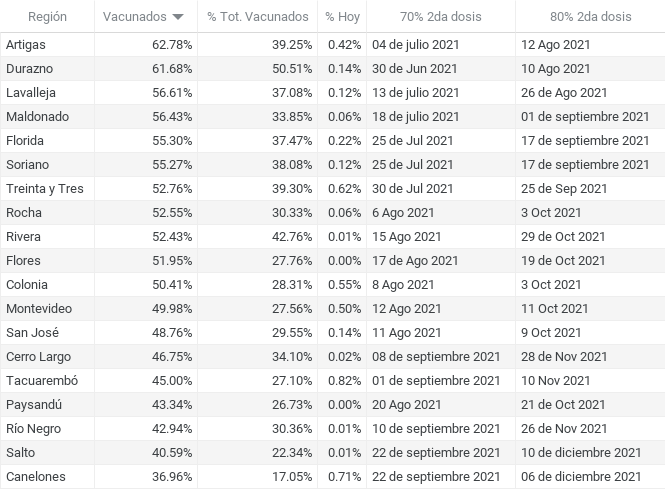 Región Vacunados % Tot. Vacunados % Hoy 70% 2da dosis 80% 2da dosis
Artigas 62.78% 39.25% 0.42% 04 de julio 2021 12 Ago 2021
Durazno 61.68% 50.51% 0.14% 30 de Jun 2021 10 Ago 2021
Lavalleja 56.61% 37.08% 0.12% 13 de julio 2021 26 de Ago 2021
Maldonado 56.43% 33.85% 0.06% 18 de julio 2021 01 de septiembre 2021
Florida 55.30% 37.47% 0.22% 25 de Jul 2021 17 de septiembre 2021
Soriano 55.27% 38.08% 0.12% 25 de Jul 2021 17 de septiembre 2021
Treinta y Tres 52.76% 39.30% 0.62% 30 de Jul 2021 25 de Sep 2021
Rocha 52.55% 30.33% 0.06% 6 Ago 2021 3 Oct 2021
Rivera 52.43% 42.76% 0.01% 15 Ago 2021 29 de Oct 2021
Flores 51.95% 27.76% 0.00% 17 de Ago 2021 19 de Oct 2021
Colonia 50.41% 28.31% 0.55% 8 Ago 2021 3 Oct 2021
Montevideo 49.98% 27.56% 0.50% 12 Ago 2021 11 Oct 2021
San José 48.76% 29.55% 0.14% 11 Ago 2021 9 Oct 2021
Cerro Largo 46.75% 34.10% 0.02% 08 de septiembre 2021 28 de Nov 2021
Tacuarembó 45.00% 27.10% 0.82% 01 de septiembre 2021 10 Nov 2021
Paysandú 43.34% 26.73% 0.00% 20 Ago 2021 21 de Oct 2021
Río Negro 42.94% 30.36% 0.01% 10 de septiembre 2021 26 de Nov 2021
Salto 40.59% 22.34% 0.01% 22 de septiembre 2021 10 de diciembre 2021
Canelones 36.96% 17.05% 0.71% 22 de septiembre 2021 06 de diciembre 2021